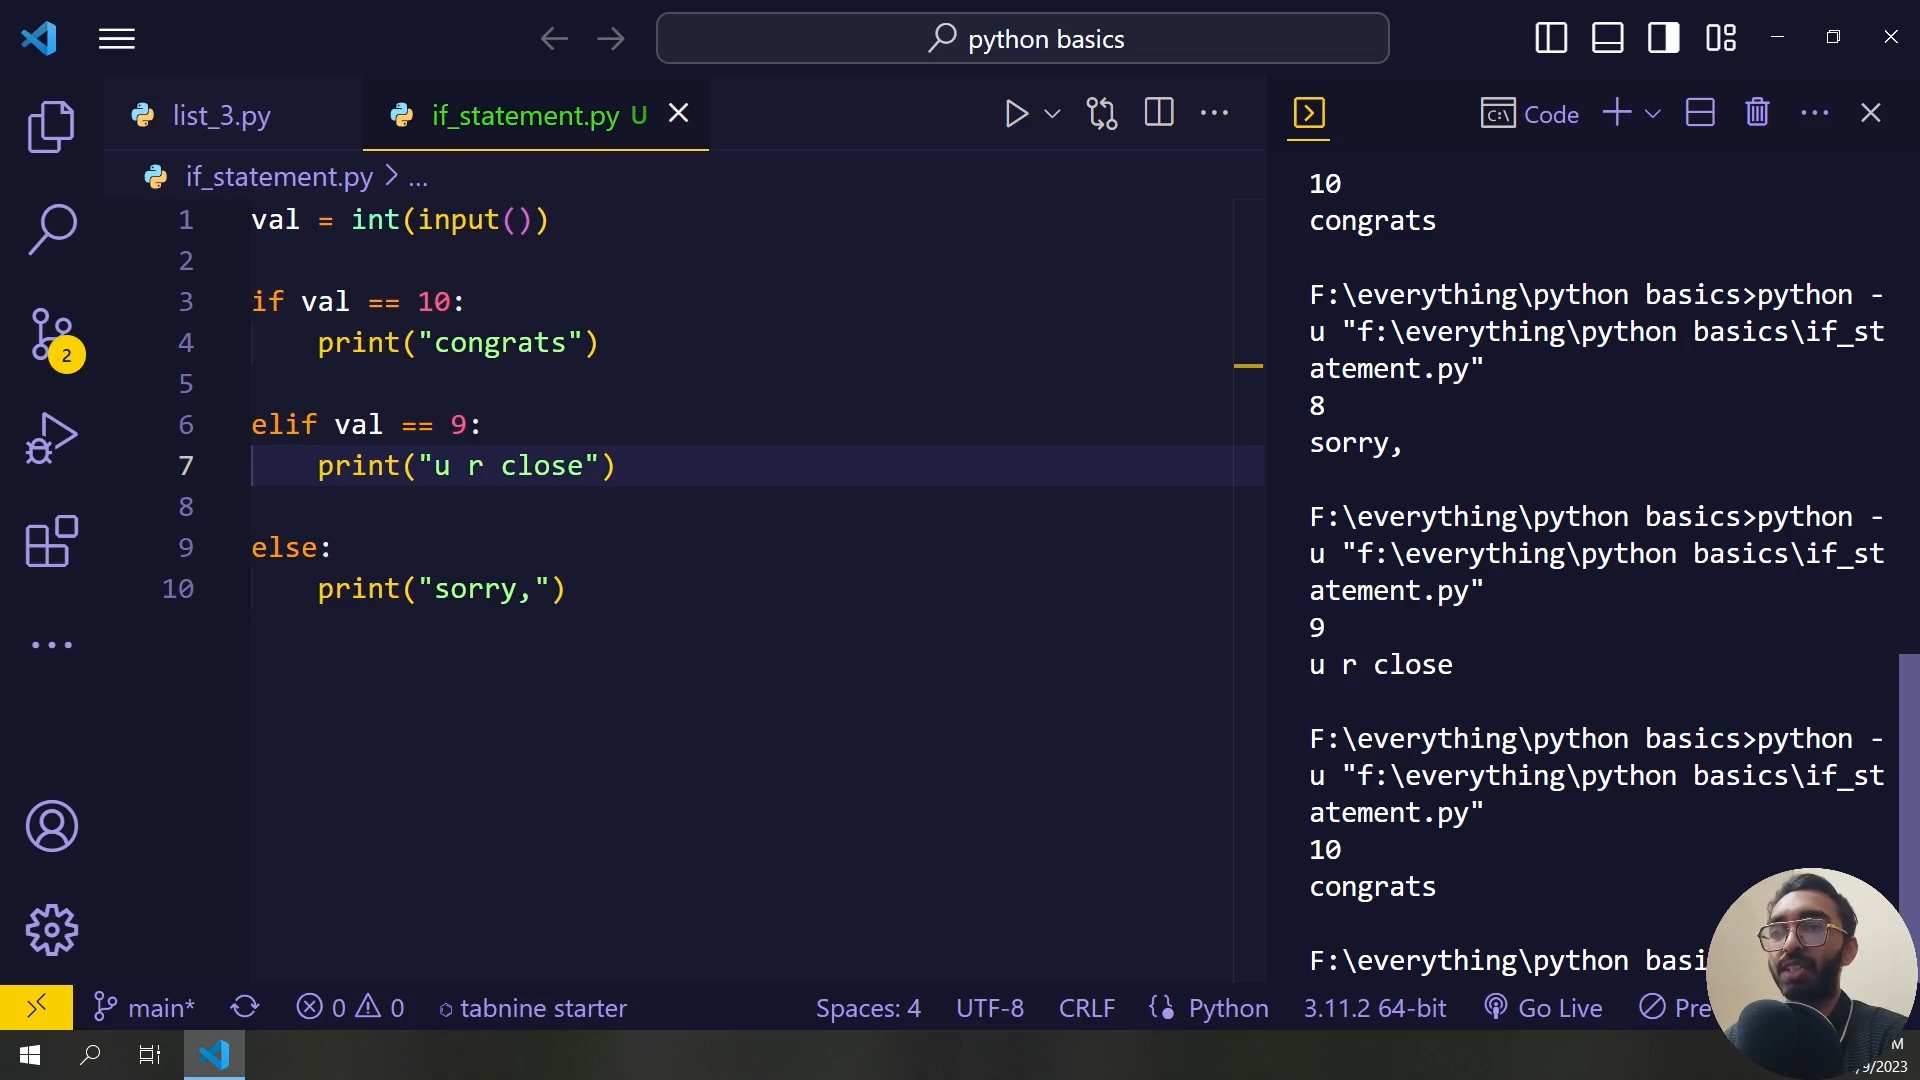 python basics
list_3.py
if_statement.py U
Code
if_statement.py > ...
1 val = int(input())
2
3 if val == 10:
4     print("congrats")
5
6 elif val == 9:
7     print("u r close")
8
9 else:
10     print("sorry,")
10
congrats
F:\everything\python basics>python -
u "f:\everything\python basics\if_st
atement.py"
8
sorry,
F:\everything\python basics>python -
u "f:\everything\python basics\if_st
atement.py"
9
u r close
F:\everything\python basics>python -
u "f:\everything\python basics\if_st
atement.py"
10
congrats
F:\everything\python basi
2
main* 0 0 tabnine starter Spaces: 4 UTF-8 CRLF Python 3.11.2 64-bit Go Live Pre
M
/9/2023